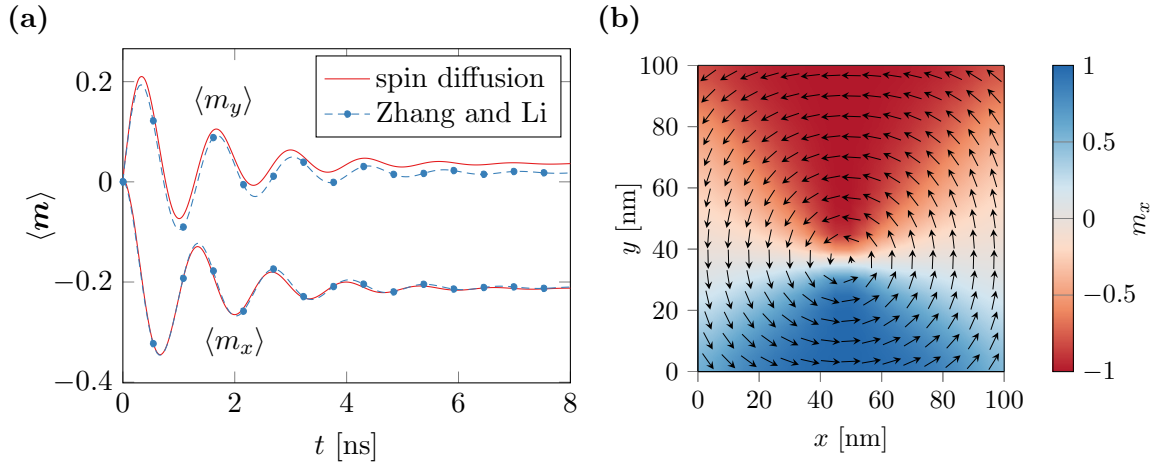 (a)
0.2
0
−0.2
−0.4
⟨m⟩
0
2
4
6
8
t [ns]
spin diffusion
Zhang and Li
⟨m_y⟩
⟨m_x⟩
(b)
100
80
60
40
20
0
y [nm]
0
20
40
60
80
100
x [nm]
1
0.5
0
−0.5
−1
m_x